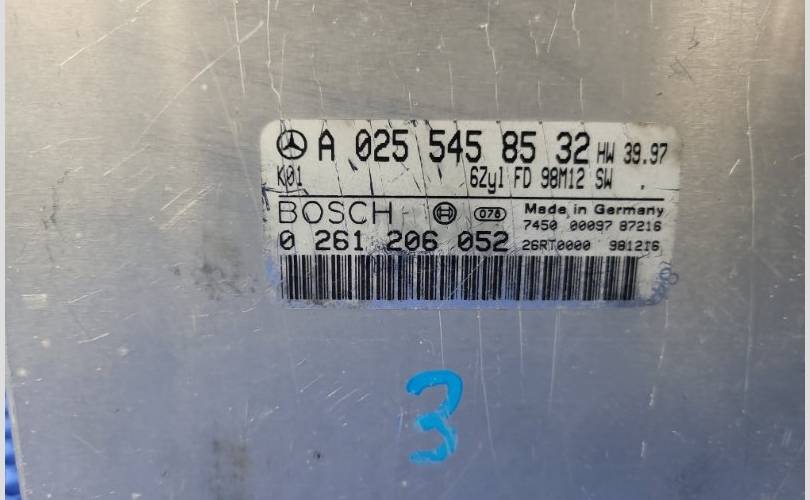 A 025 545 85 32 HW 39.97
K01 6Zyl FD 98M12 SW .
BOSCH 078 Made in Germany
7450 00097 87216
0 261 206 052 26RT0000 981216
3